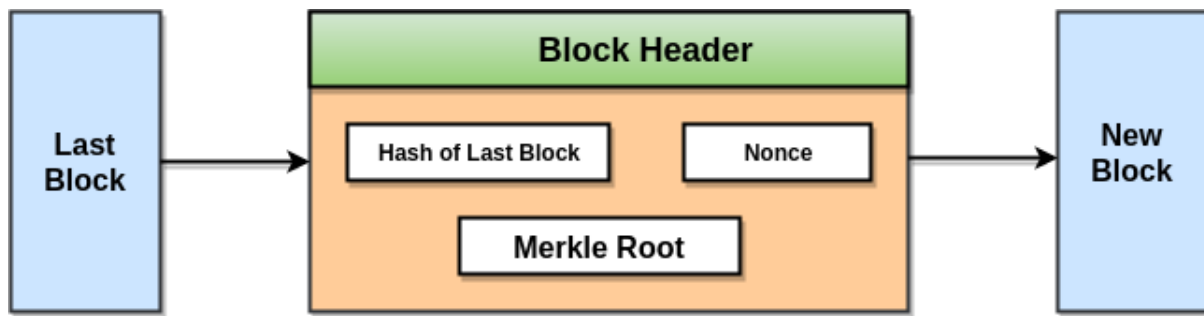 Block Header
Last
Block
Hash of Last Block
Nonce
Merkle Root
New
Block